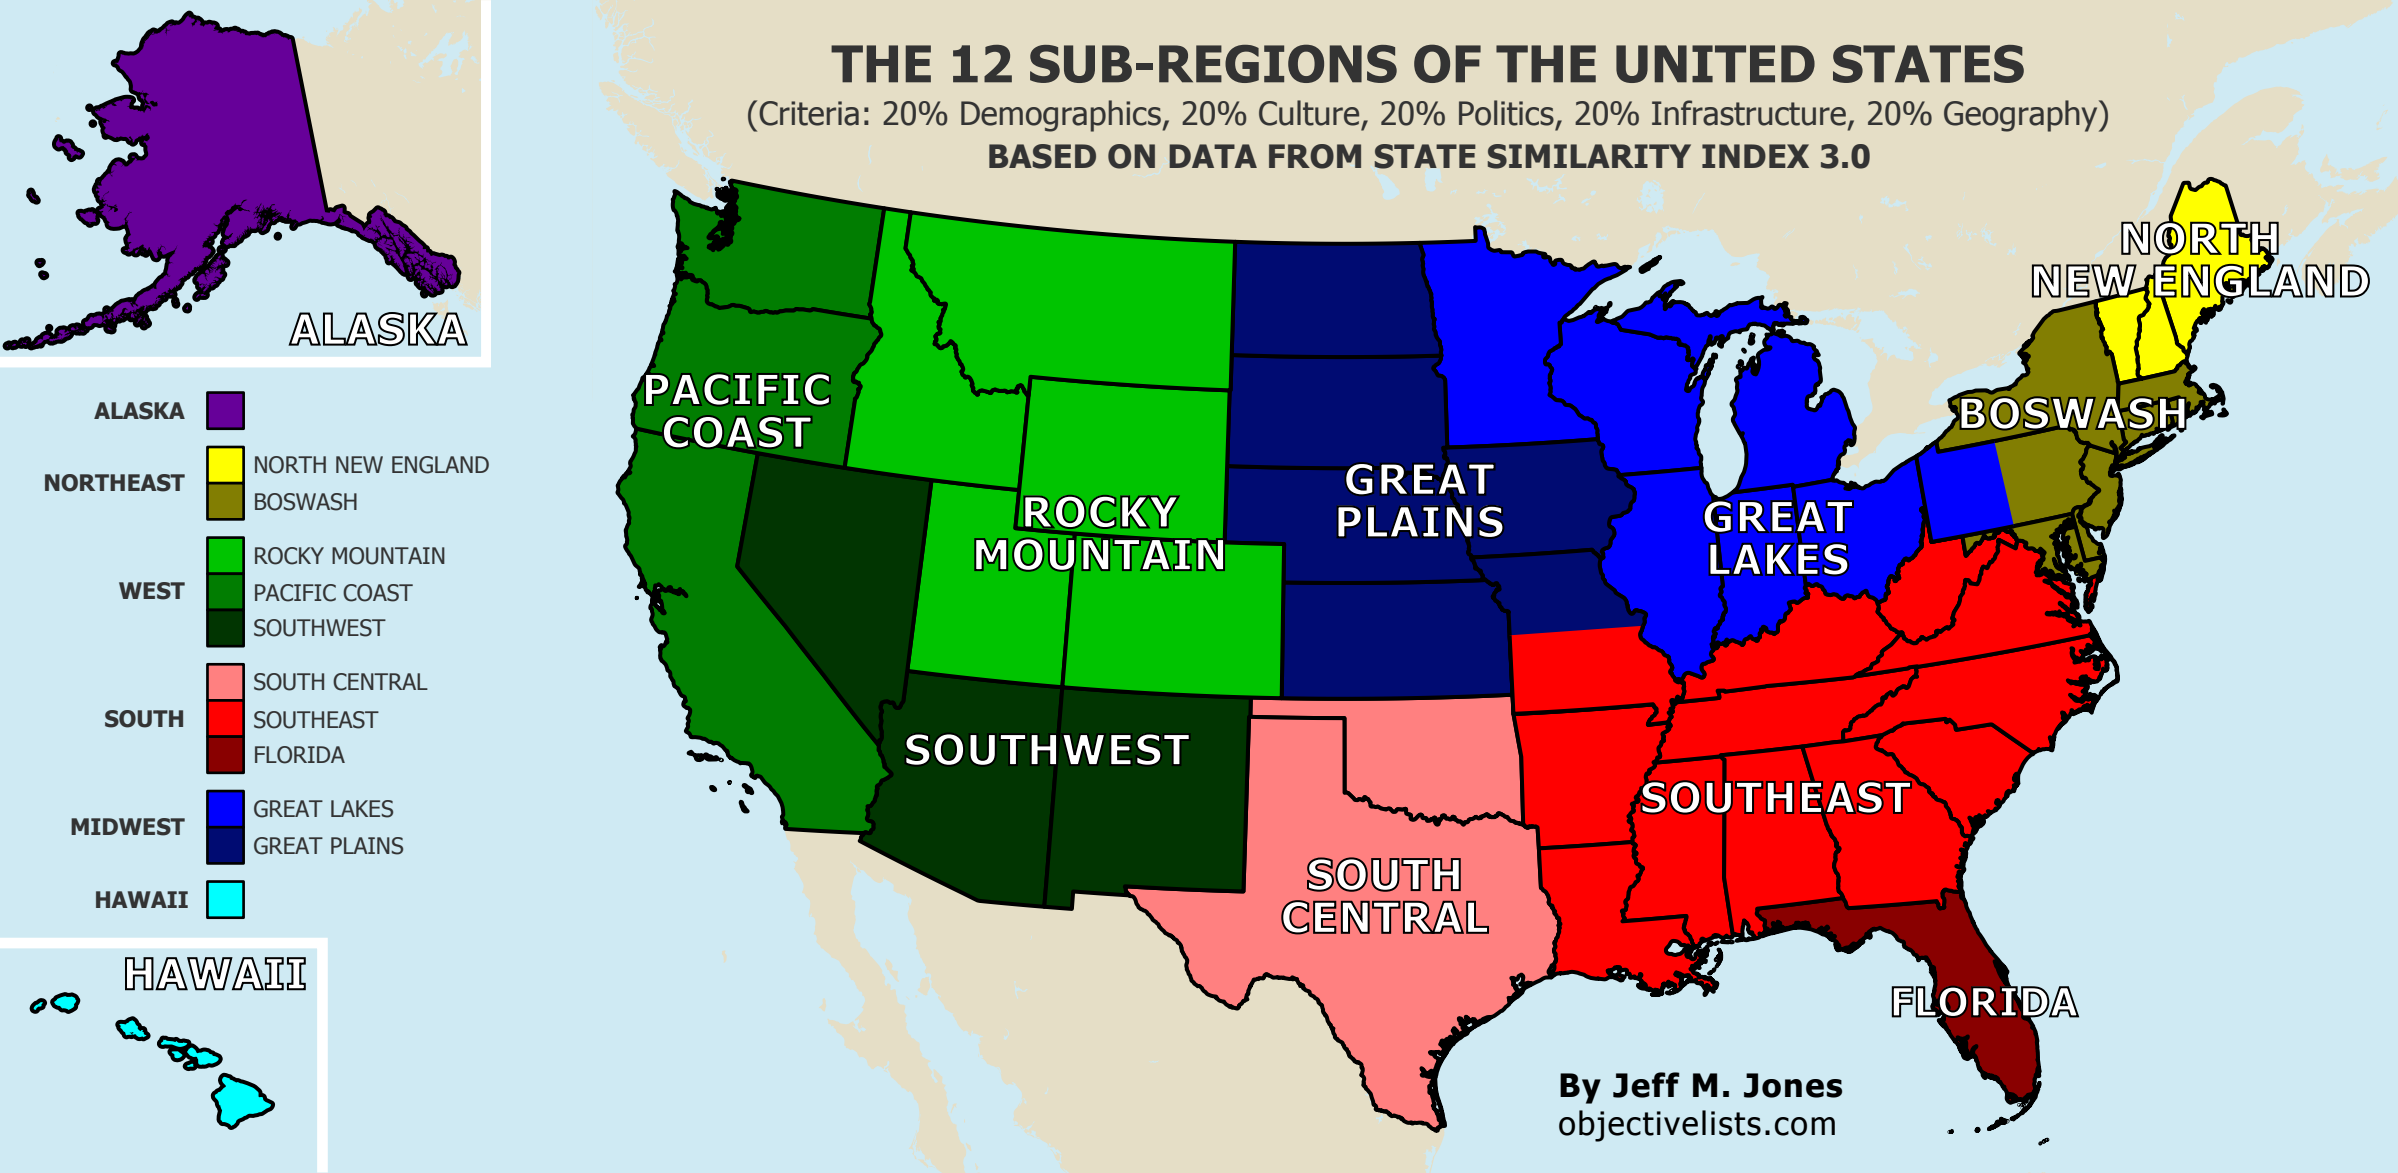 THE 12 SUB-REGIONS OF THE UNITED STATES
(Criteria: 20% Demographics, 20% Culture, 20% Politics, 20% Infrastructure, 20% Geography)
BASED ON DATA FROM STATE SIMILARITY INDEX 3.0
ALASKA
ALASKA
NORTHEAST
NORTH NEW ENGLAND
BOSWASH
WEST
ROCKY MOUNTAIN
PACIFIC COAST
SOUTHWEST
SOUTH
SOUTH CENTRAL
SOUTHEAST
FLORIDA
MIDWEST
GREAT LAKES
GREAT PLAINS
HAWAII
HAWAII
PACIFIC
COAST
ROCKY
MOUNTAIN
SOUTHWEST
GREAT
PLAINS
GREAT
LAKES
NORTH
NEW ENGLAND
BOSWASH
SOUTH
CENTRAL
SOUTHEAST
FLORIDA
By Jeff M. Jones
objectivelists.com